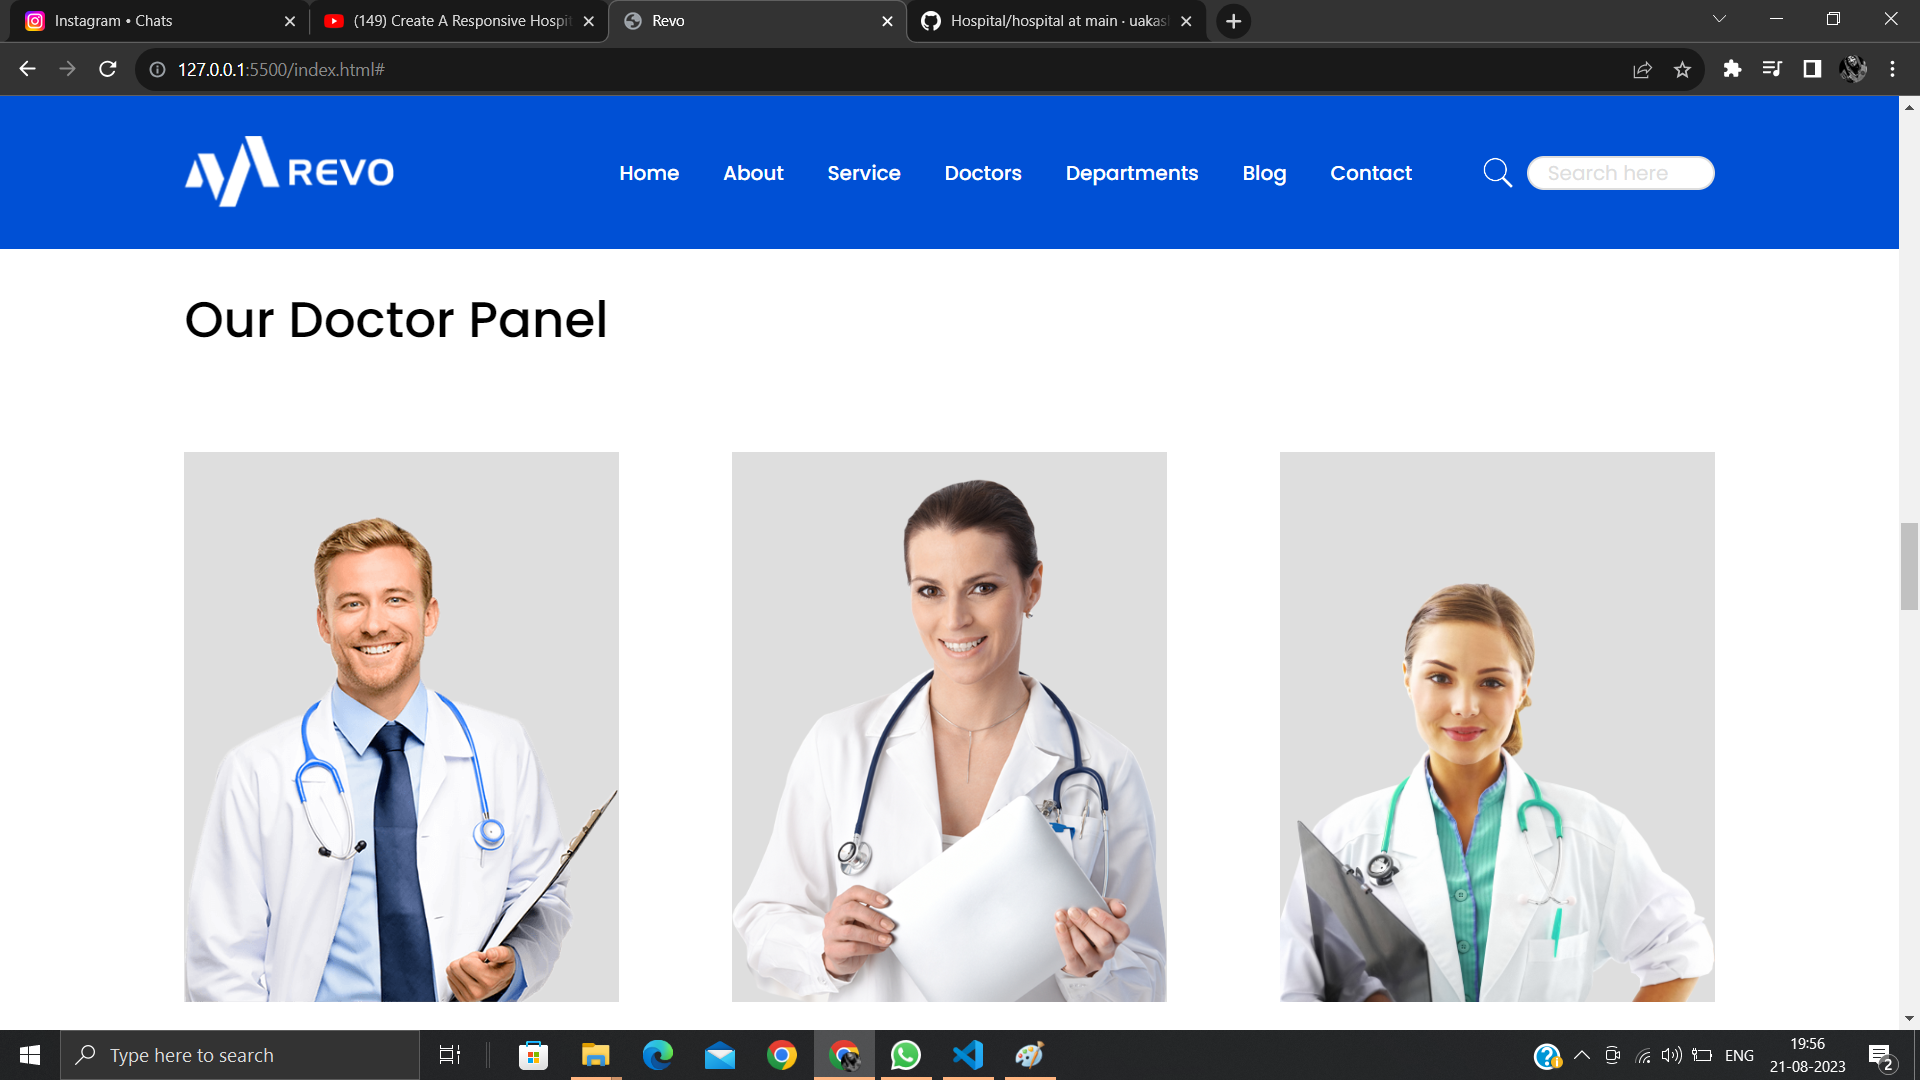 Instagram • Chats
(149) Create A Responsive Hospit
Revo
Hospital/hospital at main · uakash
127.0.0.1:5500/index.html#
REVO
Home
About
Service
Doctors
Departments
Blog
Contact
Search here
Our Doctor Panel
Type here to search
ENG
19:56
21-08-2023
2